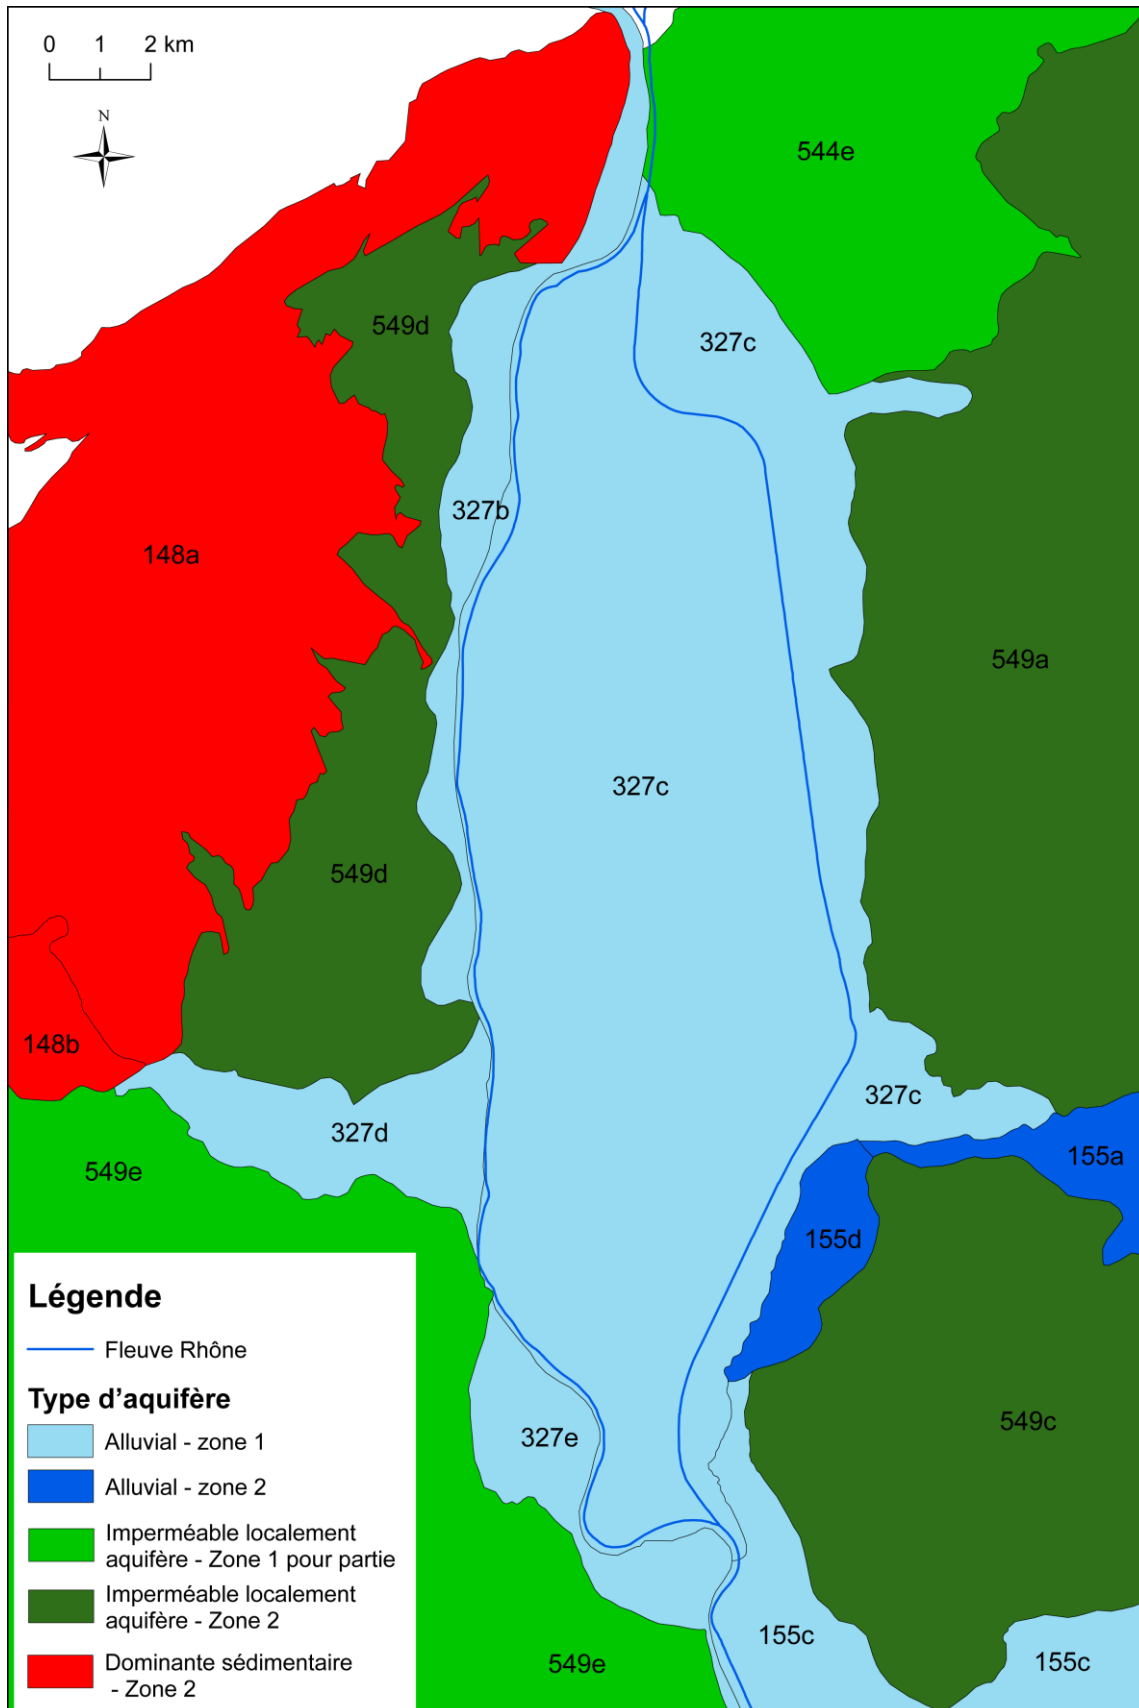 0 1 2 km
N
544e
549d
327c
327b
148a
549a
327c
549d
148b
327c
327d
155a
549e
155d
327e
549c
155c
549e
155c
Légende
Fleuve Rhône
Type d'aquifère
Alluvial - zone 1
Alluvial - zone 2
Imperméable localement
aquifère - Zone 1 pour partie
Imperméable localement
aquifère - Zone 2
Dominante sédimentaire
- Zone 2